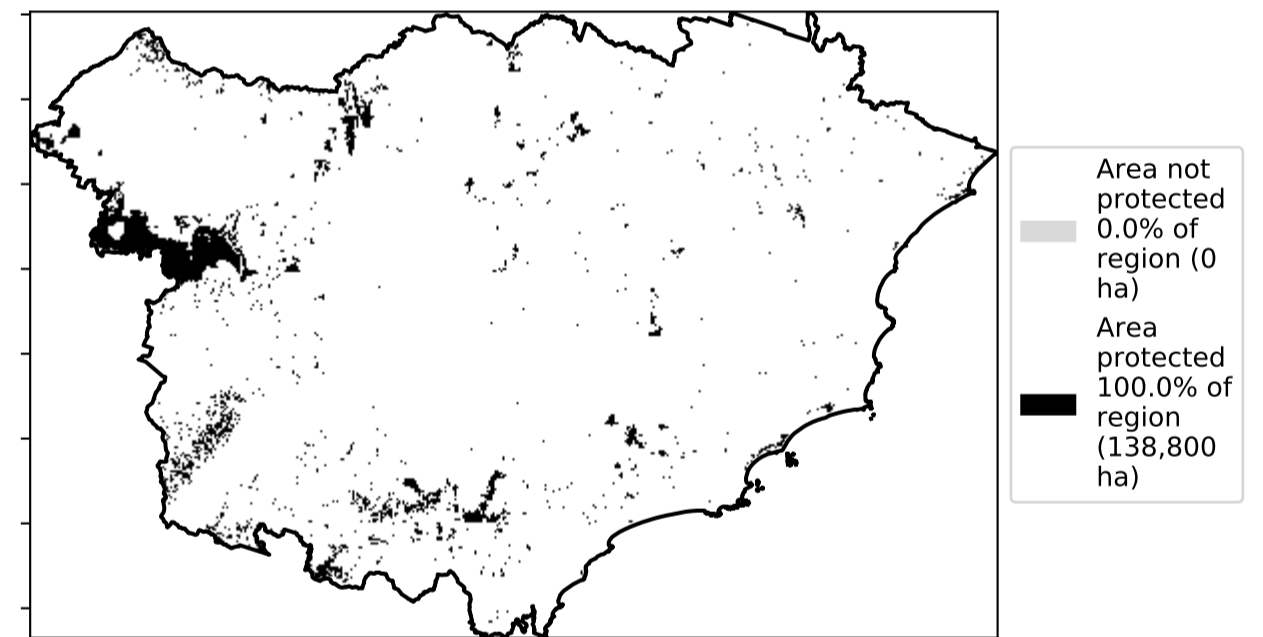 Area not
protected
0.0% of
region (0
ha)
Area
protected
100.0% of
region
(138,800
ha)